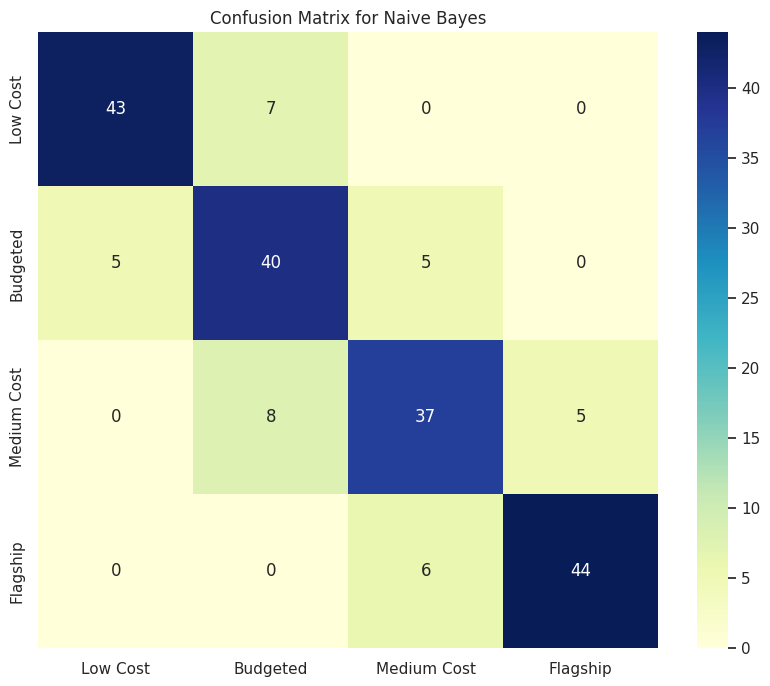 Confusion Matrix for Naive Bayes
Low Cost
43 7 0 0
Budgeted
5 40 5 0
Medium Cost
0 8 37 5
Flagship
0 0 6 44
Low Cost Budgeted Medium Cost Flagship
40
35
30
25
20
15
10
5
0